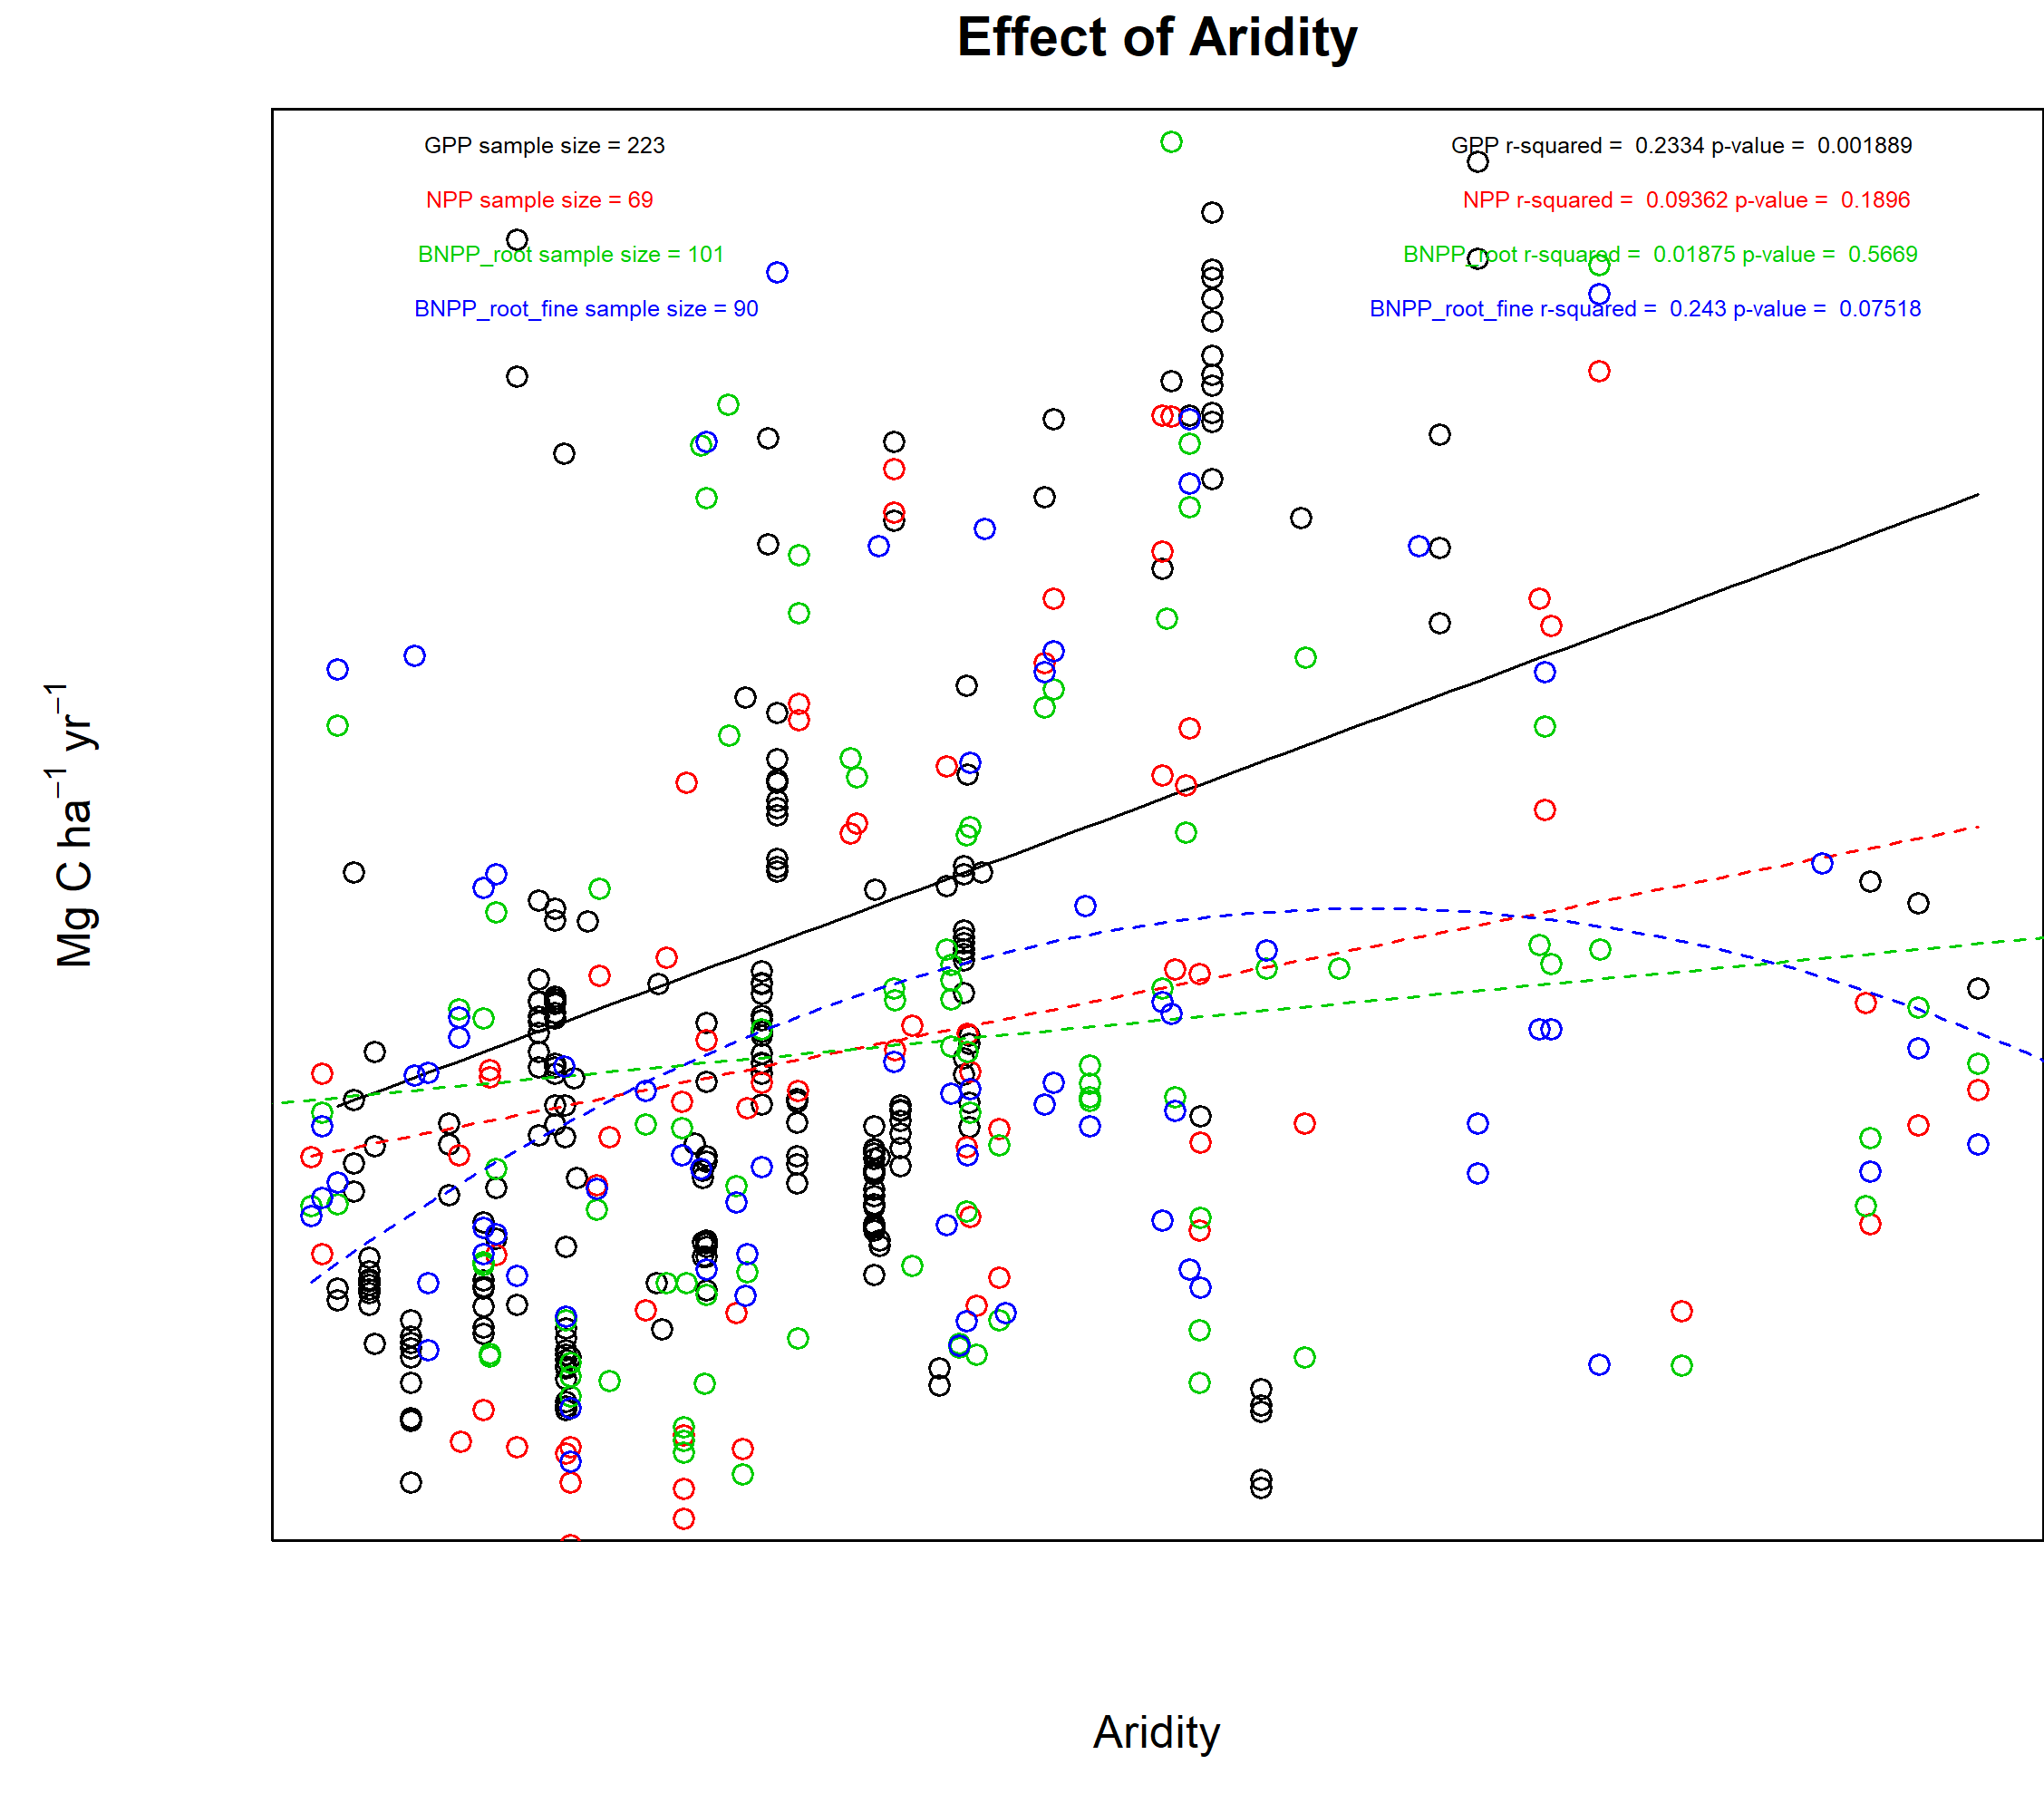 Effect of Aridity
GPP sample size = 223
NPP sample size = 69
BNPP_root sample size = 101
BNPP_root_fine sample size = 90
GPP r-squared = 0.2334 p-value = 0.001889
NPP r-squared = 0.09362 p-value = 0.1896
BNPP_root r-squared = 0.01875 p-value = 0.5669
BNPP_root_fine r-squared = 0.243 p-value = 0.07518
Mg C ha⁻¹ yr⁻¹
Aridity